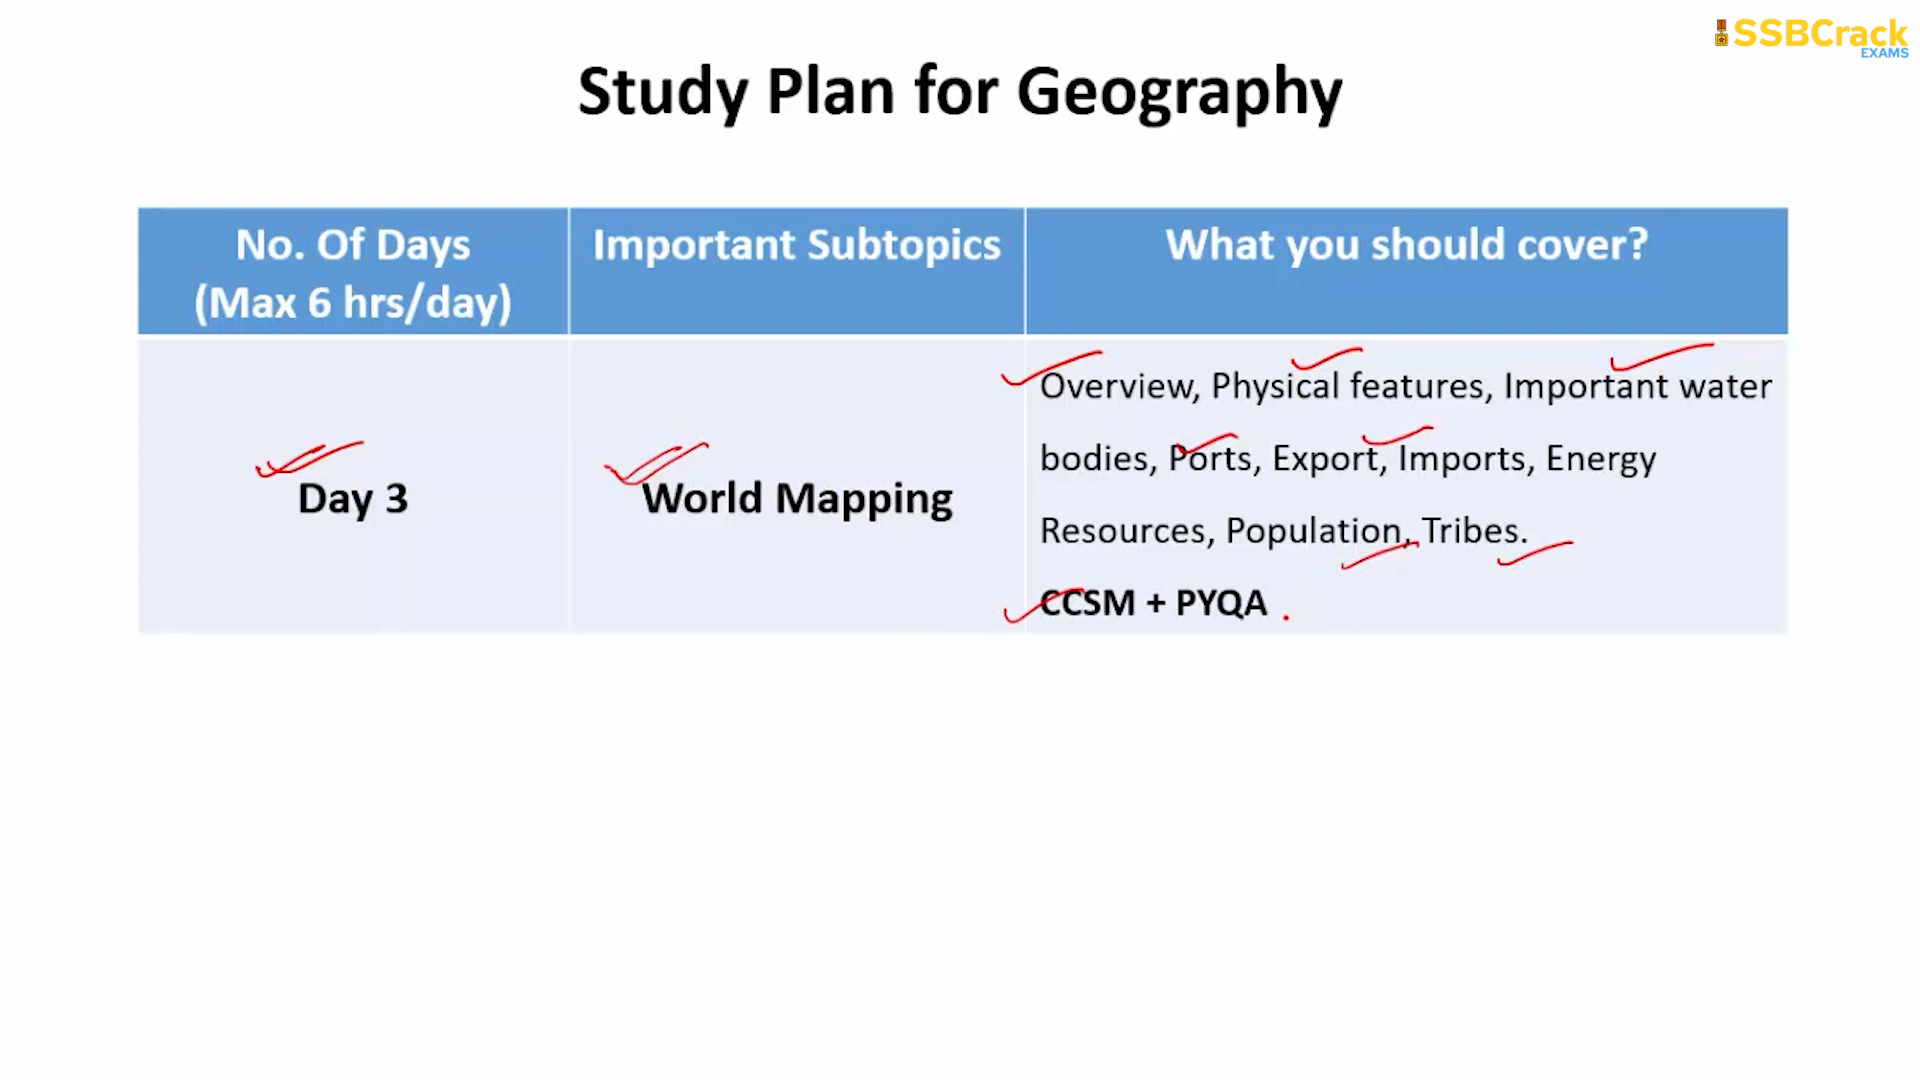 SSBCrack
EXAMS
Study Plan for Geography
No. Of Days
(Max 6 hrs/day)
Important Subtopics
What you should cover?
Day 3
World Mapping
Overview, Physical features, Important water
bodies, Ports, Export, Imports, Energy
Resources, Population, Tribes.
CCSM + PYQA